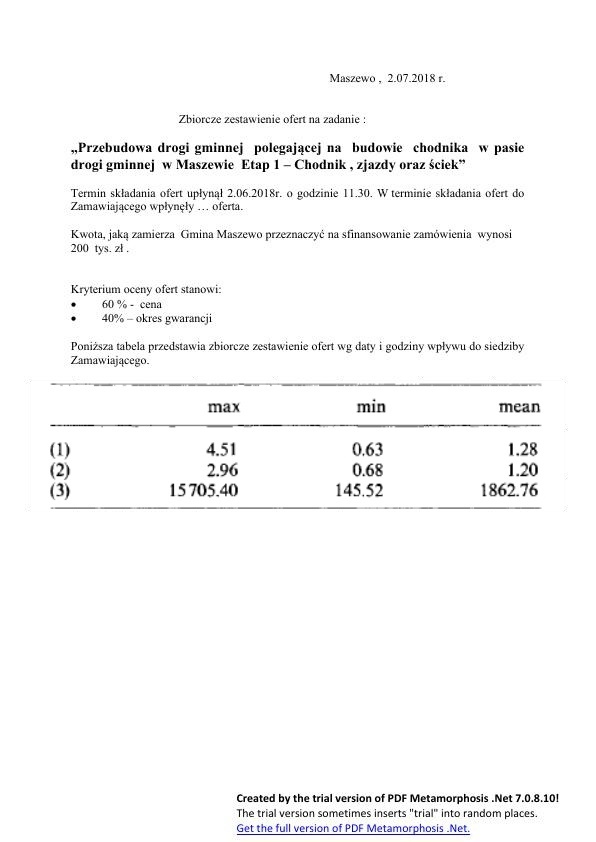 Maszewo , 2.07.2018 r.
Zbiorcze zestawienie ofert na zadanie :
„Przebudowa drogi gminnej polegającej na budowie chodnika w pasie
drogi gminnej w Maszewie Etap 1 – Chodnik , zjazdy oraz ściek”
Termin składania ofert upłynął 2.06.2018r. o godzinie 11.30. W terminie składania ofert do
Zamawiającego wpłynęły … oferta.
Kwota, jaką zamierza Gmina Maszewo przeznaczyć na sfinansowanie zamówienia wynosi
200 tys. zł .
Kryterium oceny ofert stanowi:
• 60 % - cena
• 40% – okres gwarancji
Poniższa tabela przedstawia zbiorcze zestawienie ofert wg daty i godziny wpływu do siedziby
Zamawiającego.
max min mean
(1) 4.51 0.63 1.28
(2) 2.96 0.68 1.20
(3) 15705.40 145.52 1862.76
Created by the trial version of PDF Metamorphosis .Net 7.0.8.10!
The trial version sometimes inserts "trial" into random places.
Get the full version of PDF Metamorphosis .Net.